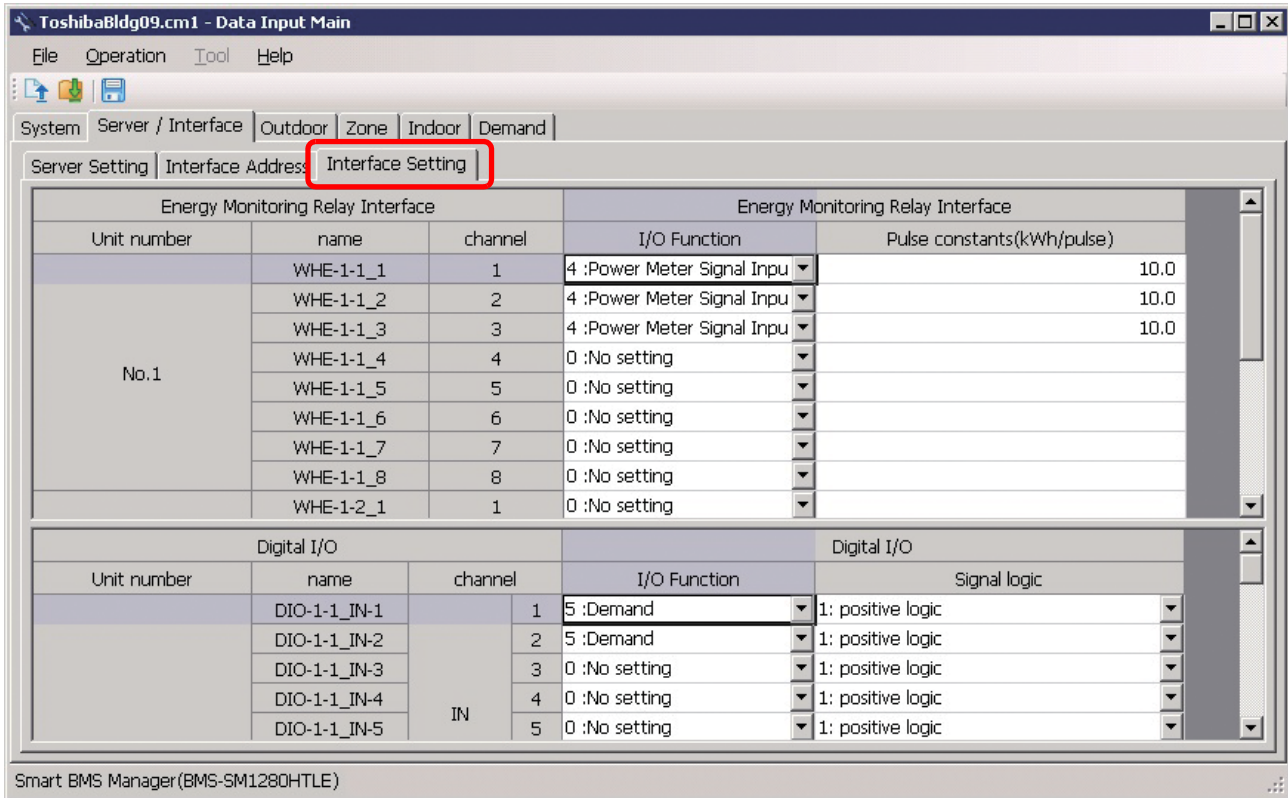 ToshibaBldg09.cm1 - Data Input Main
File Operation Tool Help
System Server / Interface Outdoor Zone Indoor Demand
Server Setting Interface Address Interface Setting
Energy Monitoring Relay Interface Energy Monitoring Relay Interface
Unit number name channel I/O Function Pulse constants(kWh/pulse)
WHE-1-1_1 1 4 :Power Meter Signal Inpu 10.0
WHE-1-1_2 2 4 :Power Meter Signal Inpu 10.0
WHE-1-1_3 3 4 :Power Meter Signal Inpu 10.0
WHE-1-1_4 4 0 :No setting
No.1
WHE-1-1_5 5 0 :No setting
WHE-1-1_6 6 0 :No setting
WHE-1-1_7 7 0 :No setting
WHE-1-1_8 8 0 :No setting
WHE-1-2_1 1 0 :No setting
Digital I/O Digital I/O
Unit number name channel I/O Function Signal logic
DIO-1-1_IN-1 1 5 :Demand 1: positive logic
DIO-1-1_IN-2 2 5 :Demand 1: positive logic
DIO-1-1_IN-3 3 0 :No setting 1: positive logic
DIO-1-1_IN-4 4 0 :No setting 1: positive logic
IN
DIO-1-1_IN-5 5 0 :No setting 1: positive logic
Smart BMS Manager(BMS-SM1280HTLE)